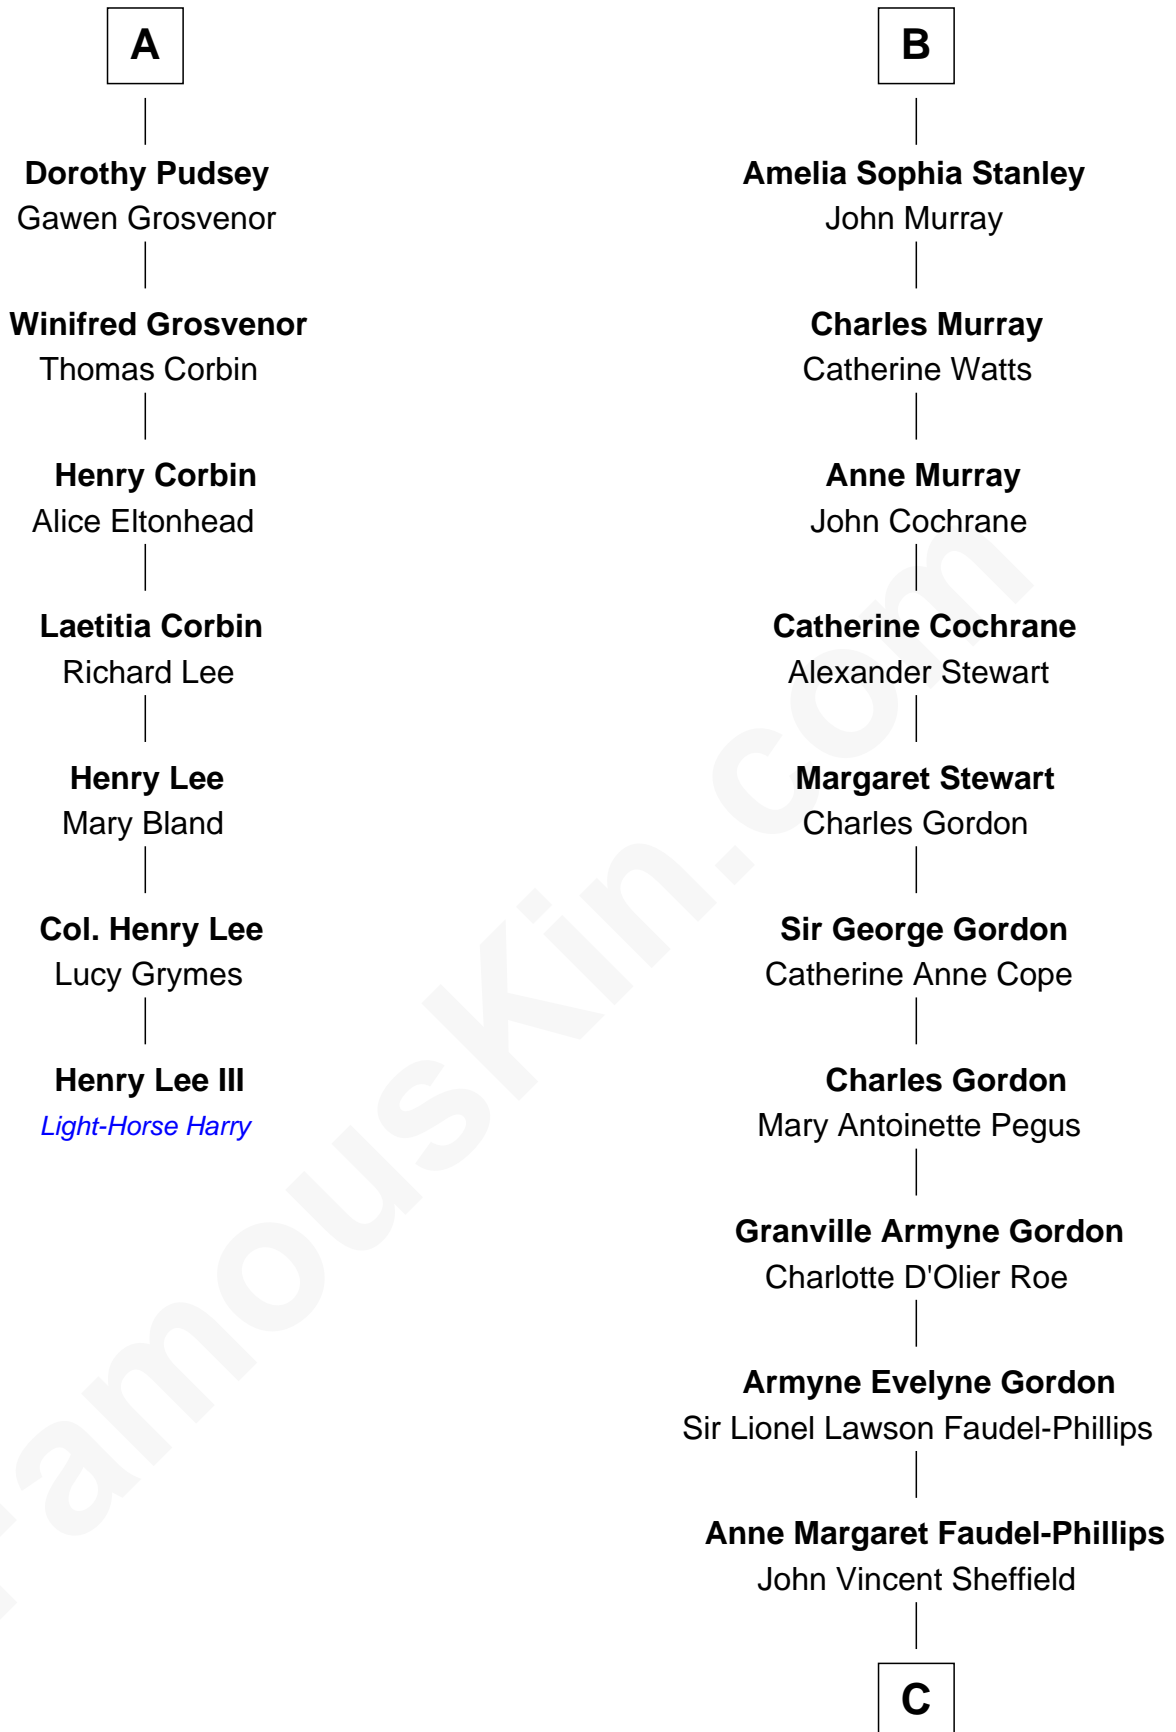 A
Dorothy Pudsey
Gawen Grosvenor
Winifred Grosvenor
Thomas Corbin
Henry Corbin
Alice Eltonhead
Laetitia Corbin
Richard Lee
Henry Lee
Mary Bland
Col. Henry Lee
Lucy Grymes
Henry Lee III
Light-Horse Harry
B
Amelia Sophia Stanley
John Murray
Charles Murray
Catherine Watts
Anne Murray
John Cochrane
Catherine Cochrane
Alexander Stewart
Margaret Stewart
Charles Gordon
Sir George Gordon
Catherine Anne Cope
Charles Gordon
Mary Antoinette Pegus
Granville Armyne Gordon
Charlotte D'Olier Roe
Armyne Evelyne Gordon
Sir Lionel Lawson Faudel-Phillips
Anne Margaret Faudel-Phillips
John Vincent Sheffield
C
FamousKin.com